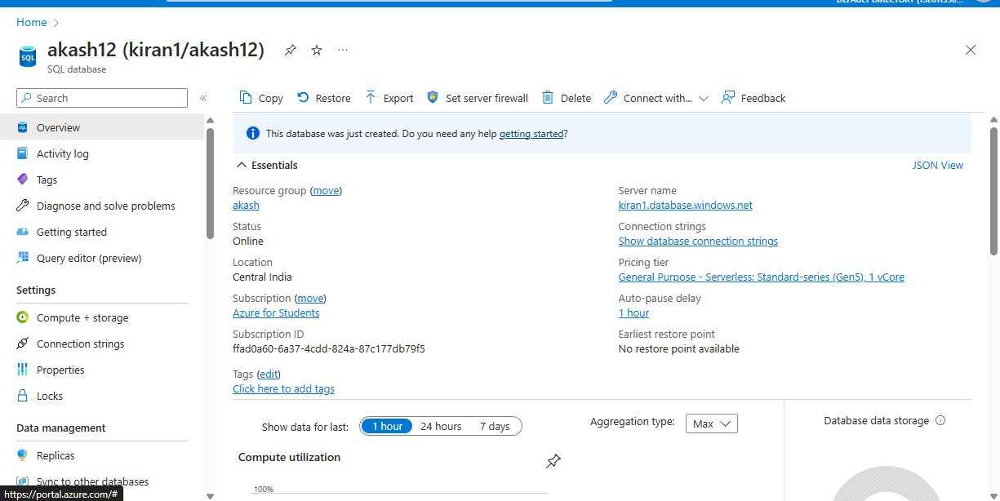 Home
akash12 (kiran1/akash12)
SQL
SQL database
Search
Copy Restore Export Set server firewall Delete Connect with... Feedback
Overview
Activity log
Tags
Diagnose and solve problems
Getting started
Query editor (preview)
Settings
Compute + storage
Connection strings
Properties
Locks
Data management
Replicas
Sync to other databases
https://portal.azure.com/#
This database was just created. Do you need any help getting started?
Essentials
JSON View
Resource group (move)
akash
Status
Online
Location
Central India
Subscription (move)
Azure for Students
Subscription ID
ffad0a60-6a37-4cdd-824a-87c177db79f5
Tags (edit)
Click here to add tags
Server name
kiran1.database.windows.net
Connection strings
Show database connection strings
Pricing tier
General Purpose - Serverless: Standard-series (Gen5), 1 vCore
Auto-pause delay
1 hour
Earliest restore point
No restore point available
Show data for last: 1 hour 24 hours 7 days
Aggregation type: Max
Compute utilization
100%
Database data storage